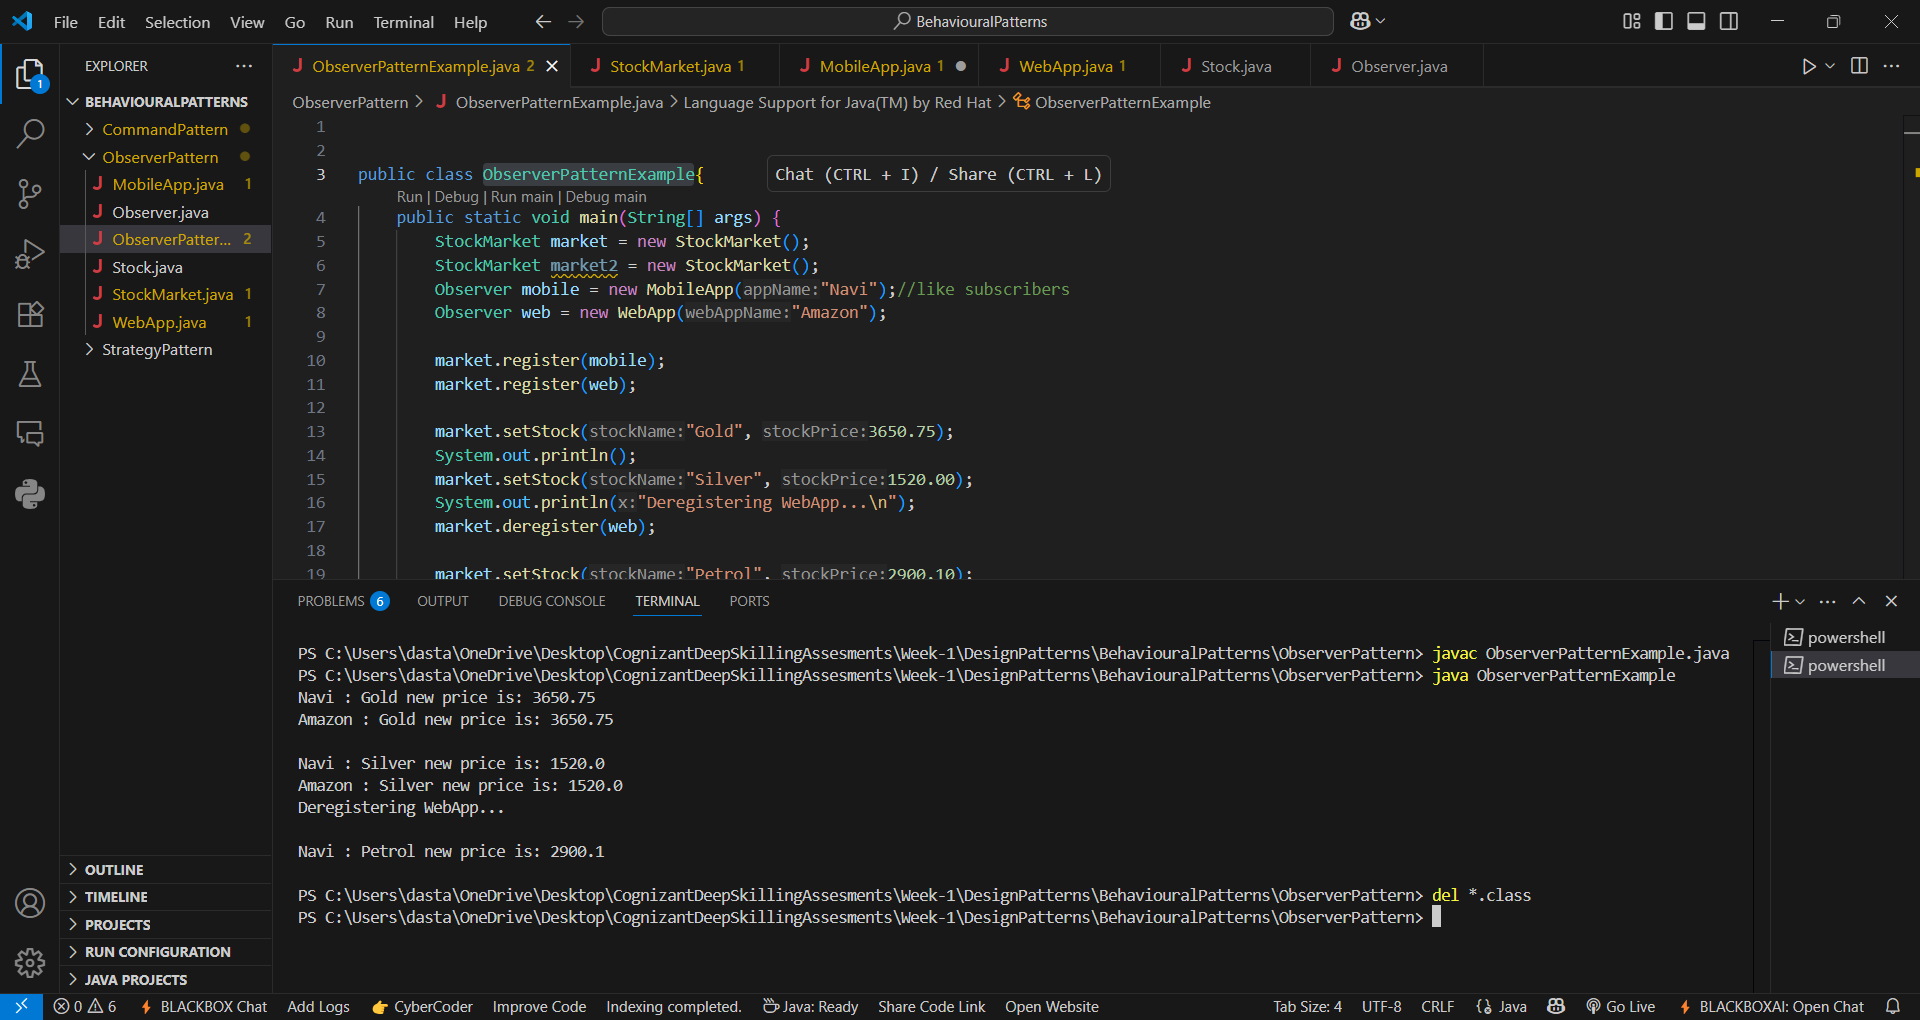 File Edit Selection View Go Run Terminal Help
BehaviouralPatterns
EXPLORER
1
BEHAVIOURALPATTERNS
CommandPattern
ObserverPattern
MobileApp.java 1
Observer.java
ObserverPatter... 2
Stock.java
StockMarket.java 1
WebApp.java 1
StrategyPattern
OUTLINE
TIMELINE
PROJECTS
RUN CONFIGURATION
JAVA PROJECTS
ObserverPatternExample.java 2 StockMarket.java 1 MobileApp.java 1 WebApp.java 1 Stock.java Observer.java
ObserverPattern > ObserverPatternExample.java > Language Support for Java(TM) by Red Hat > ObserverPatternExample
1
2
3 public class ObserverPatternExample{
Chat (CTRL + I) / Share (CTRL + L)
Run | Debug | Run main | Debug main
4 public static void main(String[] args) {
5 StockMarket market = new StockMarket();
6 StockMarket market2 = new StockMarket();
7 Observer mobile = new MobileApp(appName:"Navi");//like subscribers
8 Observer web = new WebApp(webAppName:"Amazon");
9
10 market.register(mobile);
11 market.register(web);
12
13 market.setStock(stockName:"Gold", stockPrice:3650.75);
14 System.out.println();
15 market.setStock(stockName:"Silver", stockPrice:1520.00);
16 System.out.println(x:"Deregistering WebApp...\n");
17 market.deregister(web);
18
19 market.setStock(stockName:"Petrol", stockPrice:2900.10);
PROBLEMS 6 OUTPUT DEBUG CONSOLE TERMINAL PORTS
powershell
powershell
PS C:\Users\dasta\OneDrive\Desktop\CognizantDeepSkillingAssesments\Week-1\DesignPatterns\BehaviouralPatterns\ObserverPattern> javac ObserverPatternExample.java
PS C:\Users\dasta\OneDrive\Desktop\CognizantDeepSkillingAssesments\Week-1\DesignPatterns\BehaviouralPatterns\ObserverPattern> java ObserverPatternExample
Navi : Gold new price is: 3650.75
Amazon : Gold new price is: 3650.75
Navi : Silver new price is: 1520.0
Amazon : Silver new price is: 1520.0
Deregistering WebApp...
Navi : Petrol new price is: 2900.1
PS C:\Users\dasta\OneDrive\Desktop\CognizantDeepSkillingAssesments\Week-1\DesignPatterns\BehaviouralPatterns\ObserverPattern> del *.class
PS C:\Users\dasta\OneDrive\Desktop\CognizantDeepSkillingAssesments\Week-1\DesignPatterns\BehaviouralPatterns\ObserverPattern>
0 6 BLACKBOX Chat Add Logs CyberCoder Improve Code Indexing completed. Java: Ready Share Code Link Open Website Tab Size: 4 UTF-8 CRLF Java Go Live BLACKBOXAI: Open Chat